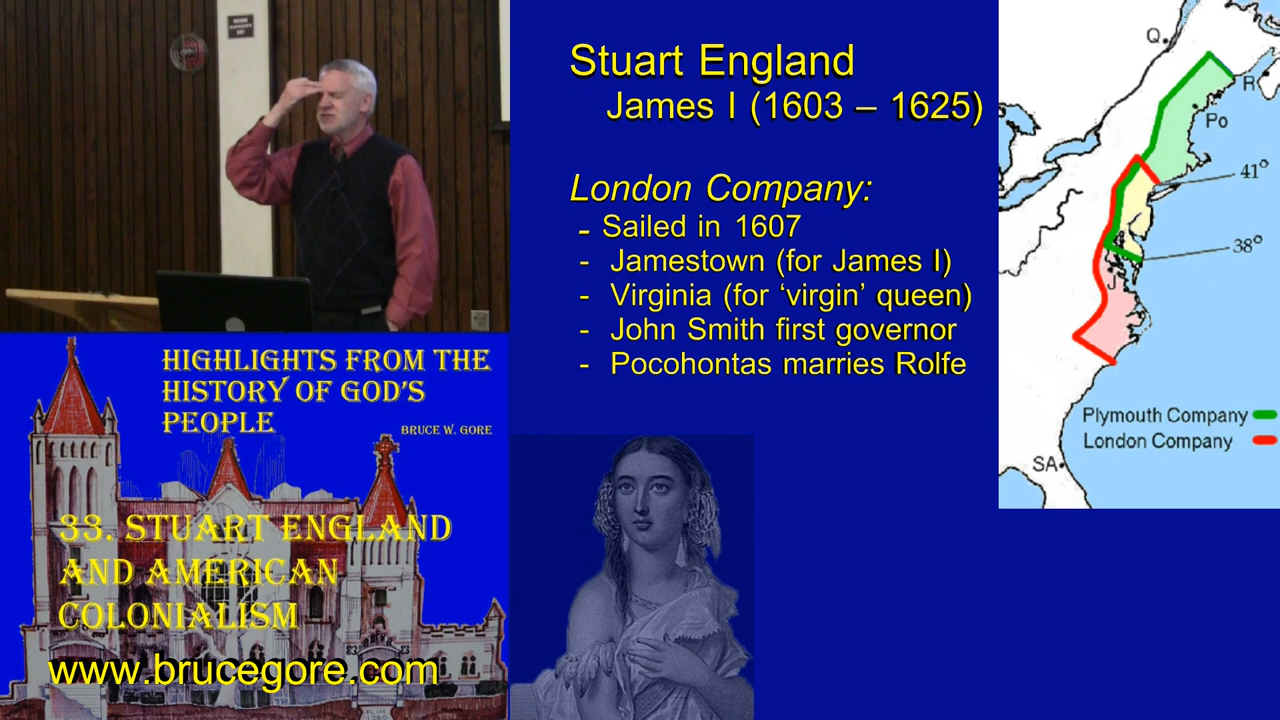 ROOM
CAPACITY
Stuart England
James I (1603 – 1625)
London Company:
- Sailed in 1607
- Jamestown (for James I)
- Virginia (for ‘virgin’ queen)
- John Smith first governor
- Pocohontas marries Rolfe
Q
R
Po
41°
38°
J
Plymouth Company
London Company
SA
HIGHLIGHTS FROM THE
HISTORY OF GOD'S
PEOPLE
BRUCE W. GORE
33. STUART ENGLAND
AND AMERICAN
COLONIALISM
www.brucegore.com